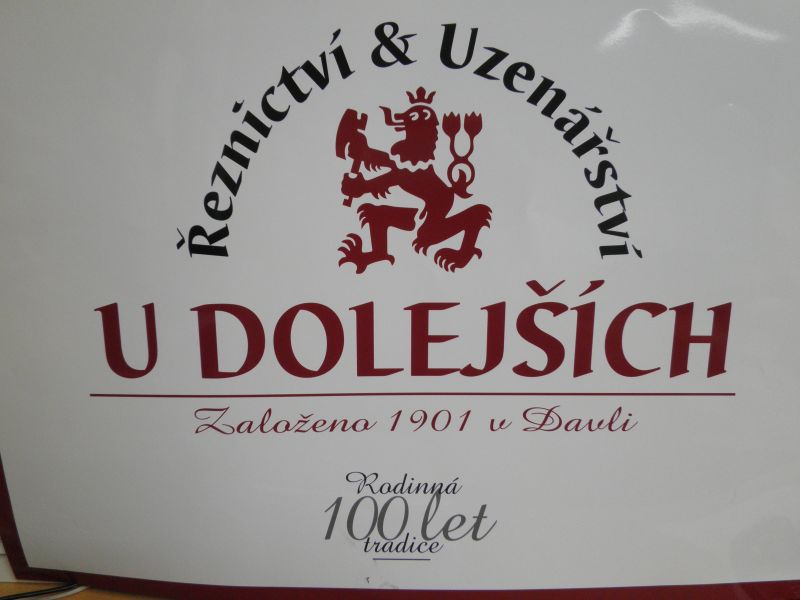 Řeznictví & Uzenářství
U DOLEJŠÍCH
Založeno 1901 v Davli
Rodinná
100 let
tradice